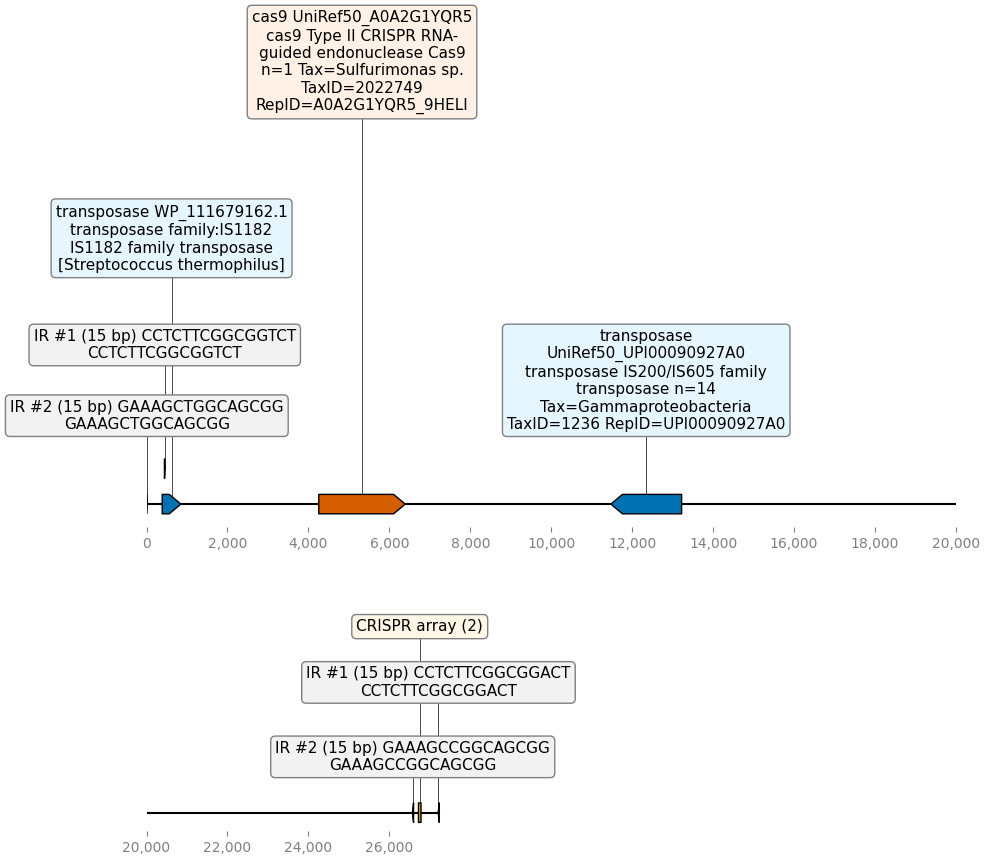 cas9 UniRef50_A0A2G1YQR5
cas9 Type II CRISPR RNA-
guided endonuclease Cas9
n=1 Tax=Sulfurimonas sp.
TaxID=2022749
RepID=A0A2G1YQR5_9HELI
transposase WP_111679162.1
transposase family:IS1182
IS1182 family transposase
[Streptococcus thermophilus]
IR #1 (15 bp) CCTCTTCGGCGGTCT
CCTCTTCGGCGGTCT
IR #2 (15 bp) GAAAGCTGGCAGCGG
GAAAGCTGGCAGCGG
transposase
UniRef50_UPI00090927A0
transposase IS200/IS605 family
transposase n=14
Tax=Gammaproteobacteria
TaxID=1236 RepID=UPI00090927A0
0 2,000 4,000 6,000 8,000 10,000 12,000 14,000 16,000 18,000 20,000
CRISPR array (2)
IR #1 (15 bp) CCTCTTCGGCGGACT
CCTCTTCGGCGGACT
IR #2 (15 bp) GAAAGCCGGCAGCGG
GAAAGCCGGCAGCGG
20,000 22,000 24,000 26,000